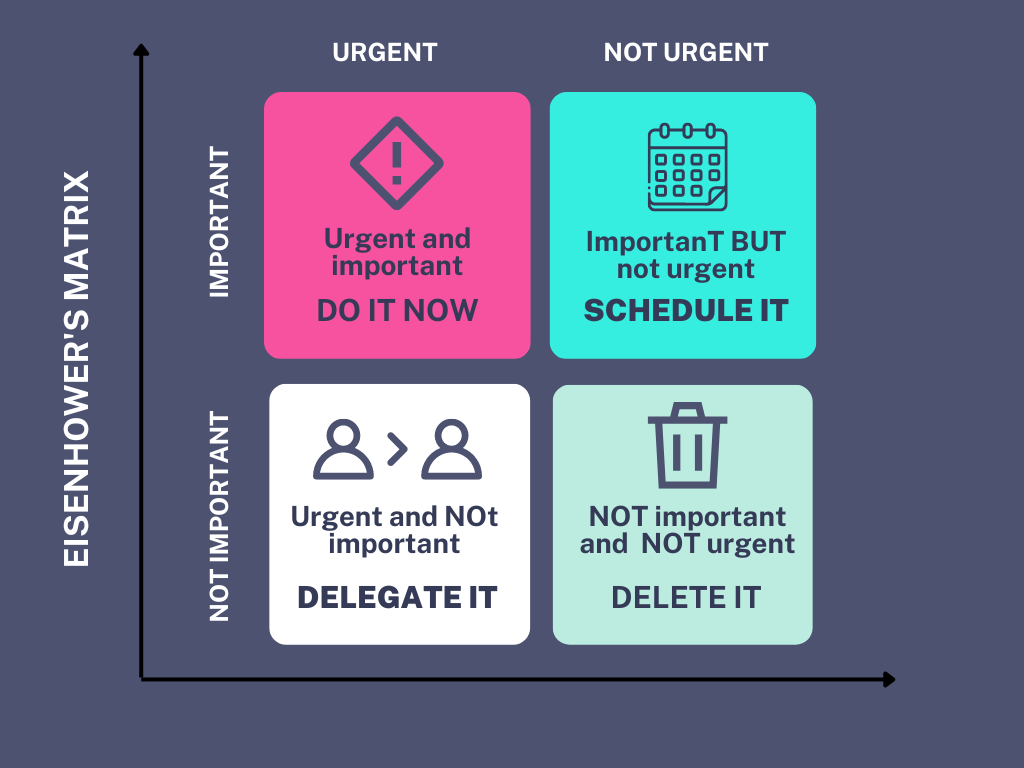 URGENT
NOT URGENT
EISENHOWER'S MATRIX
IMPORTANT
Urgent and
important
DO IT NOW
ImportanT BUT
not urgent
SCHEDULE IT
NOT IMPORTANT
Urgent and NOt
important
DELEGATE IT
NOT important
and NOT urgent
DELETE IT